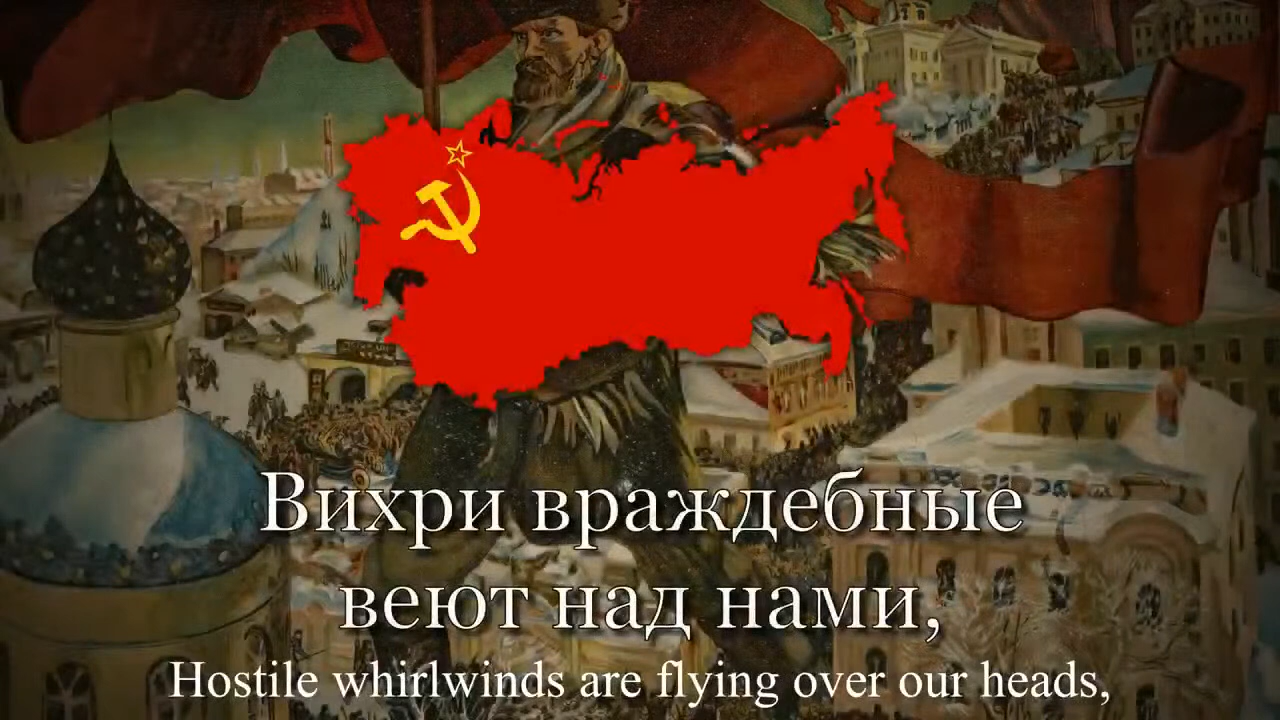 Вихри враждебные
веют над нами,
Hostile whirlwinds are flying over our heads,